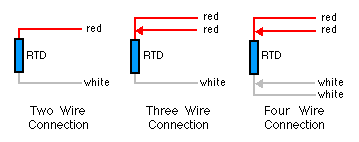 red
RTD
white
Two Wire
Connection
red
red
RTD
white
Three Wire
Connection
red
red
RTD
white
white
Four Wire
Connection